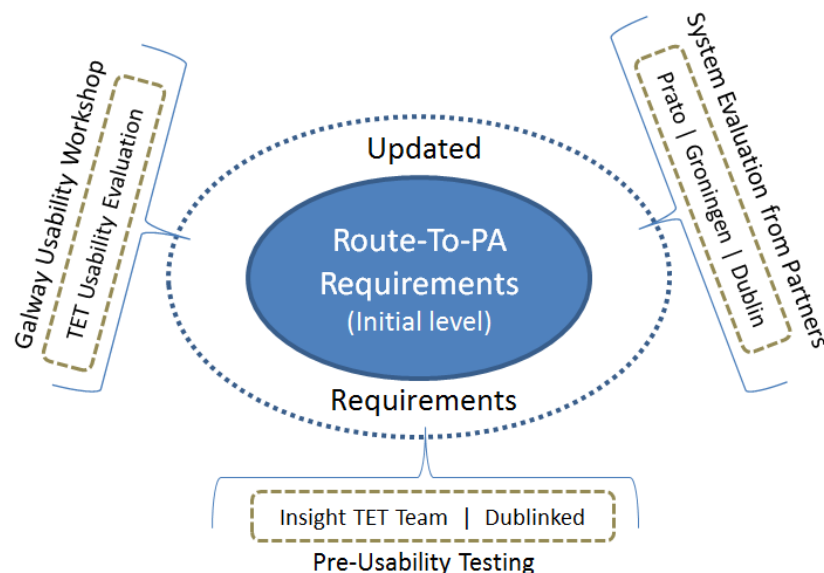 Galway Usability Workshop
TET Usability Evaluation
System Evaluation from Partners
Prato | Groningen | Dublin
Updated
Route-To-PA
Requirements
(Initial level)
Requirements
Insight TET Team | Dublinked
Pre-Usability Testing